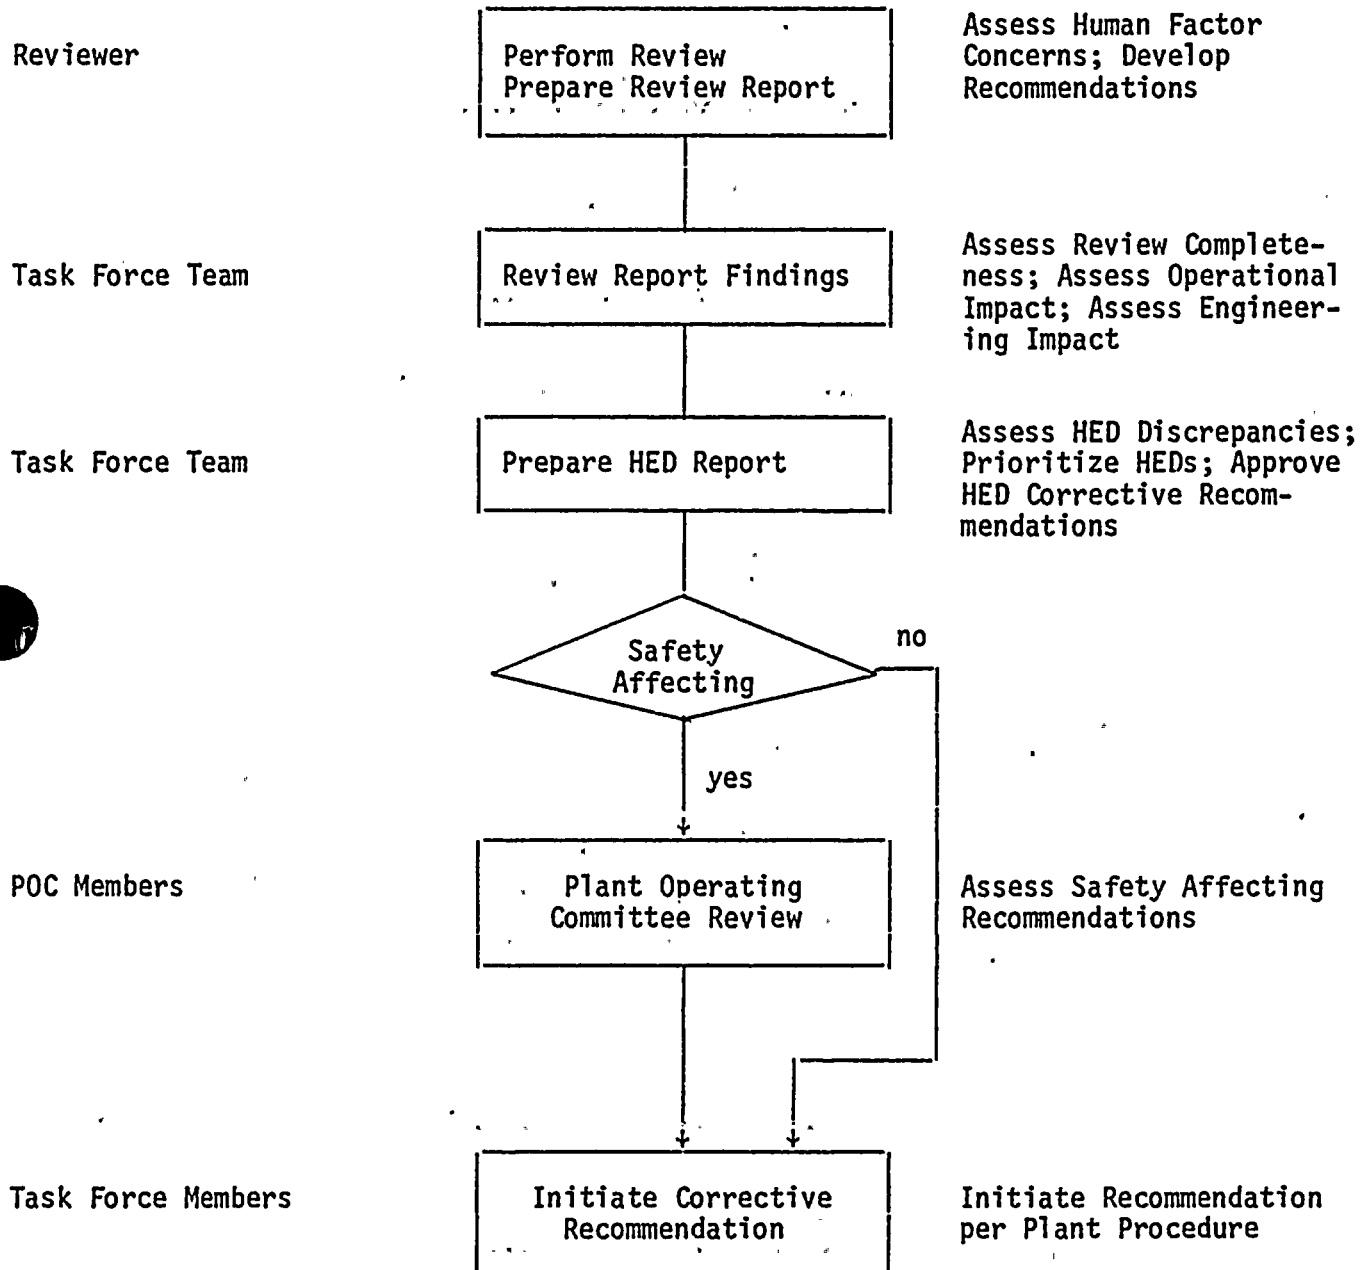 Reviewer
Perform Review
Prepare Review Report
Assess Human Factor
Concerns; Develop
Recommendations
Task Force Team
Review Report Findings
Assess Review Complete-
ness; Assess Operational
Impact; Assess Engineer-
ing Impact
Task Force Team
Prepare HED Report
Assess HED Discrepancies;
Prioritize HEDs; Approve
HED Corrective Recom-
mendations
Safety
Affecting
no
yes
POC Members
Plant Operating
Committee Review
Assess Safety Affecting
Recommendations
Task Force Members
Initiate Corrective
Recommendation
Initiate Recommendation
per Plant Procedure